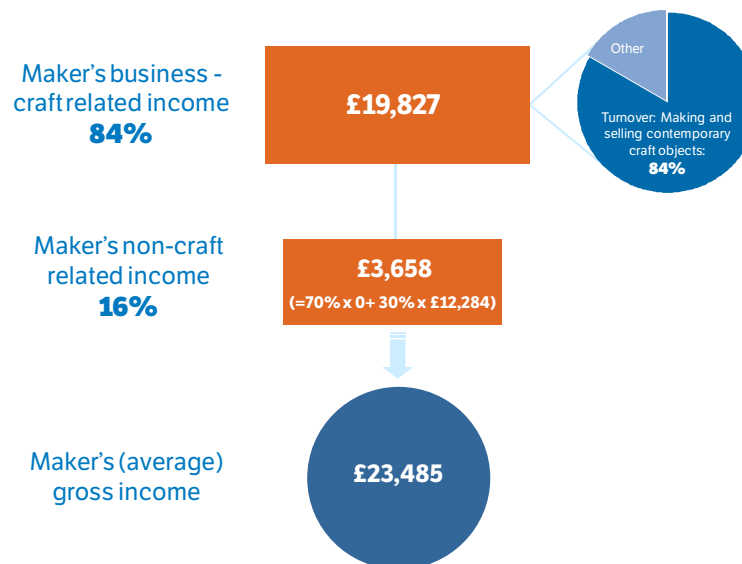 Maker's business -
craft related income
84%
£19,827
Other
Turnover: Making and
selling contemporary
craft objects:
84%
Maker's non-craft
related income
16%
£3,658
(=70% x 0+ 30% x £12,284)
Maker's (average)
gross income
£23,485